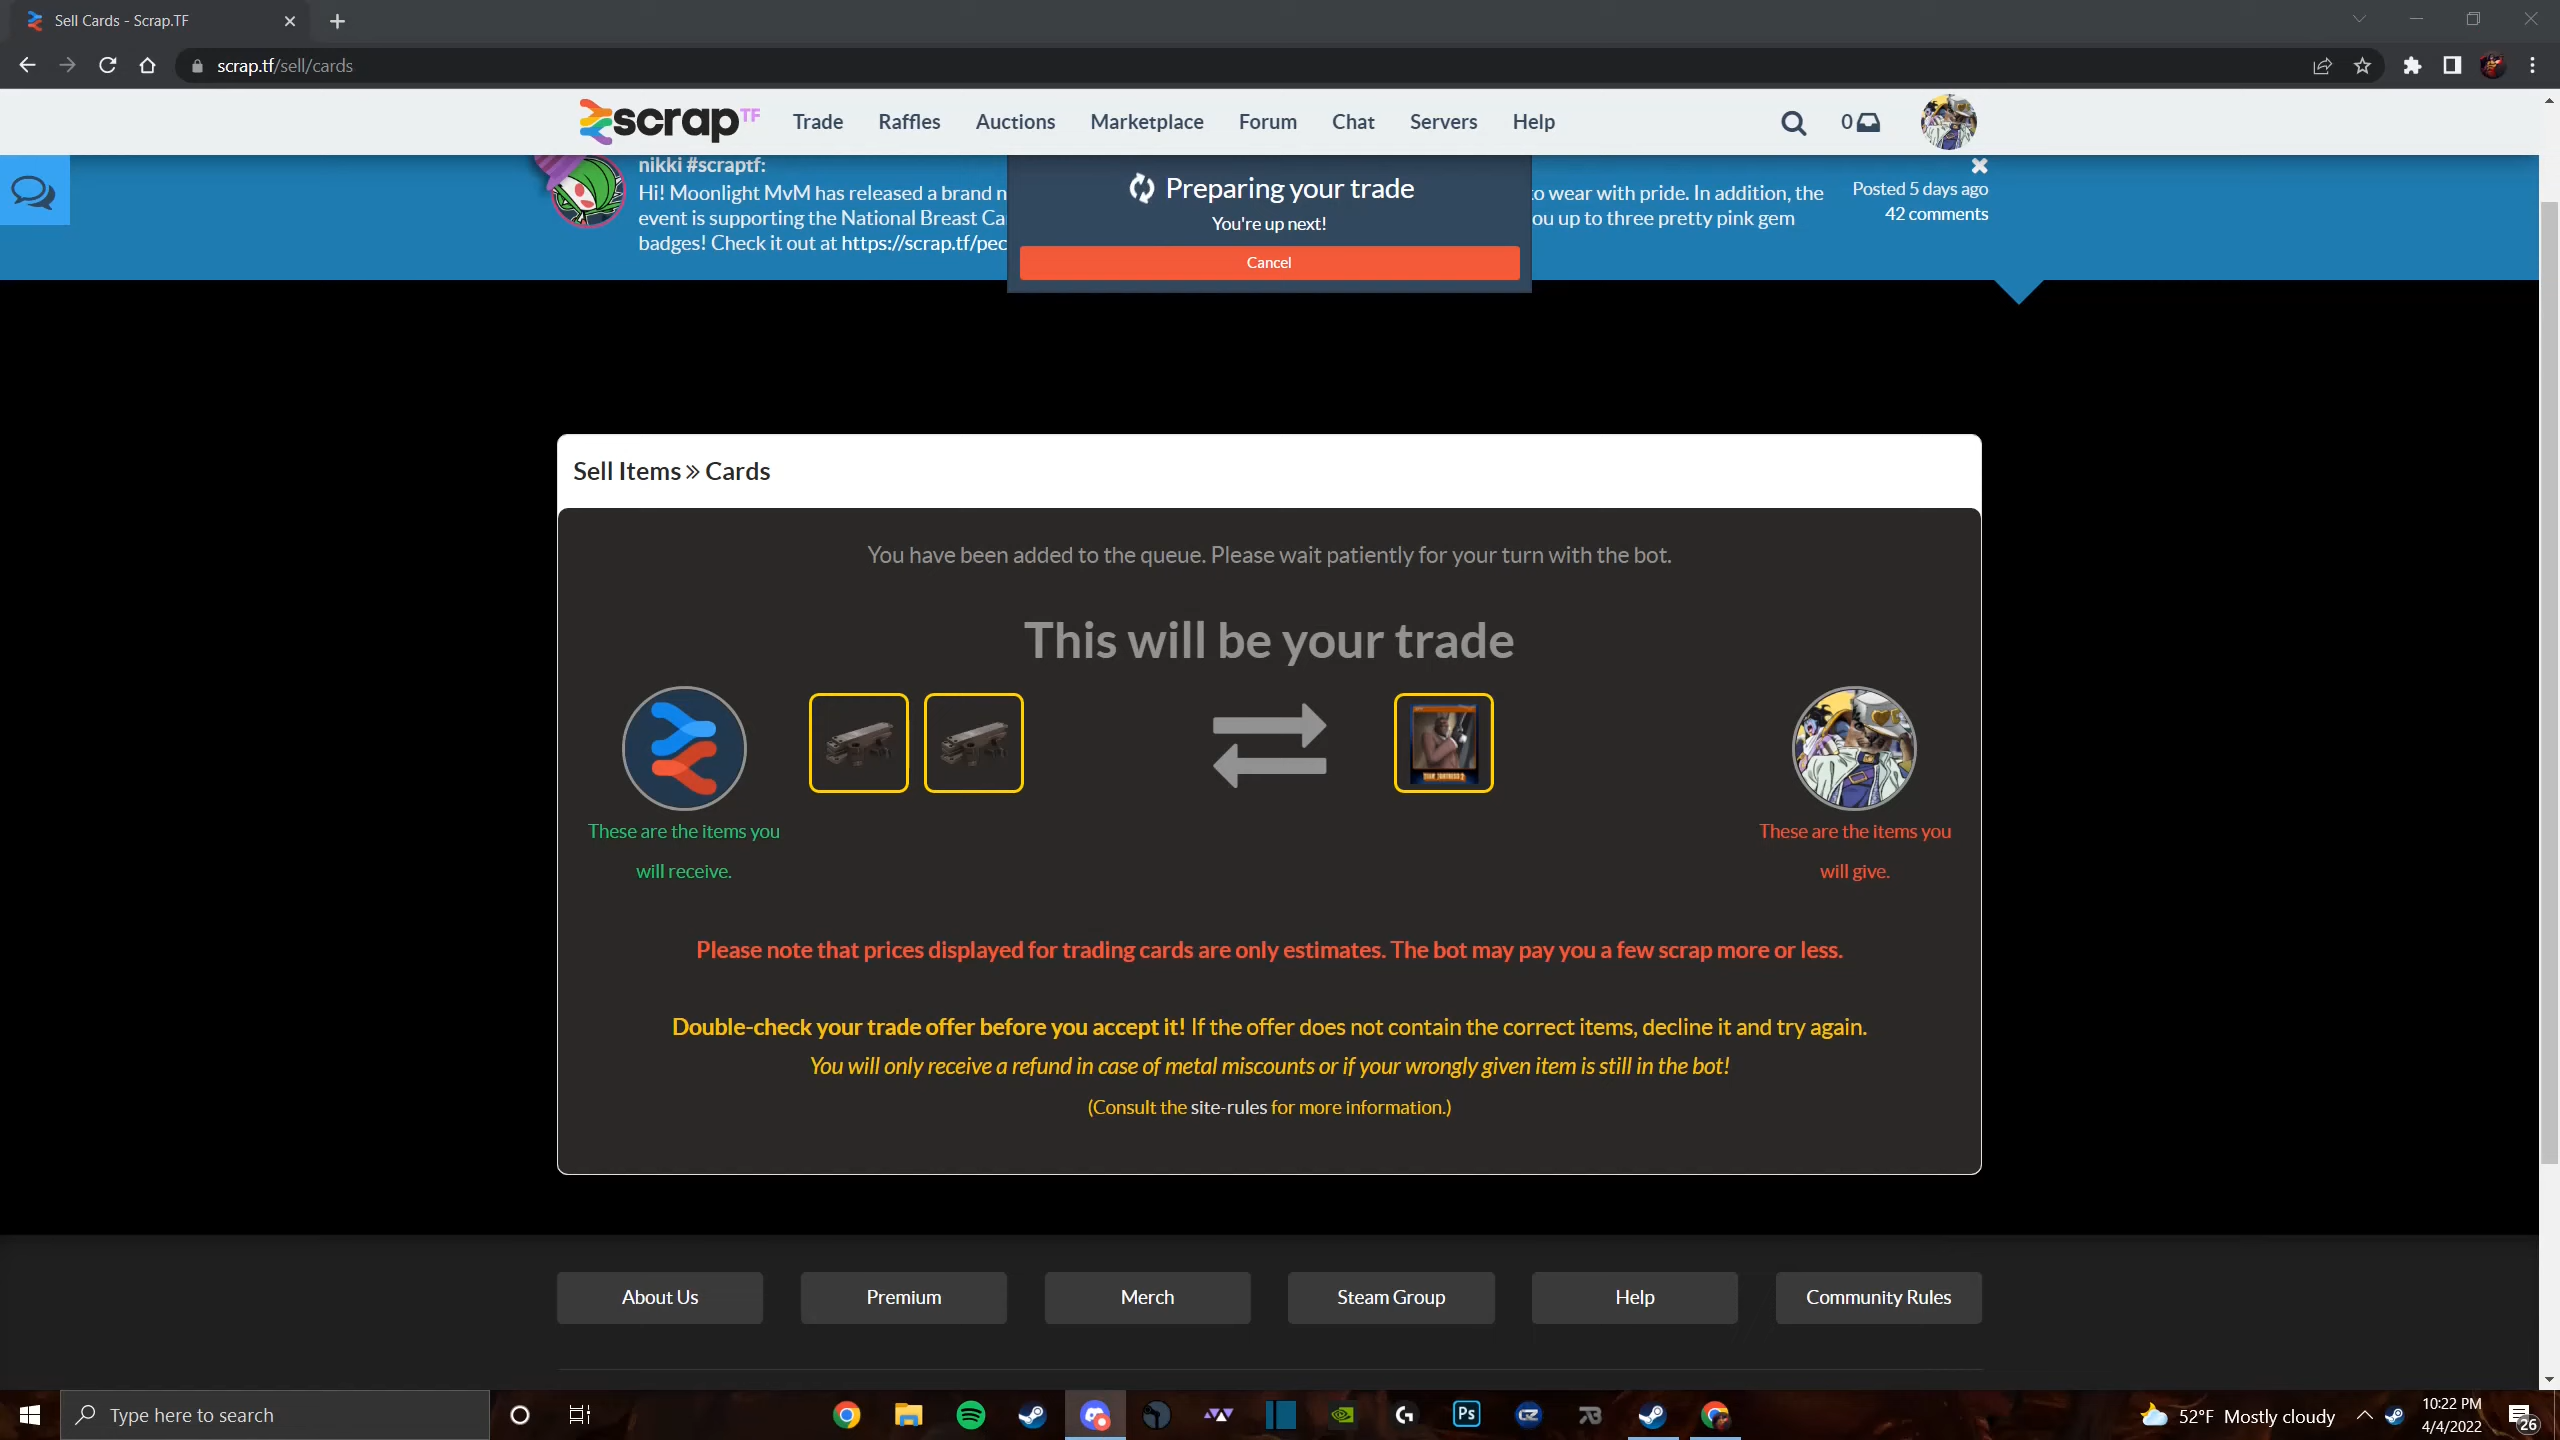 Sell Cards - Scrap.TF
scrap.tf/sell/cards
scrap TF
Trade
Raffles
Auctions
Marketplace
Forum
Chat
Servers
Help
0
nikki #scraptf:
Hi! Moonlight MvM has released a brand n
o wear with pride. In addition, the
event is supporting the National Breast Ca
ou up to three pretty pink gem
badges! Check it out at https://scrap.tf/pec
Posted 5 days ago
42 comments
Preparing your trade
You're up next!
Cancel
Sell Items » Cards
You have been added to the queue. Please wait patiently for your turn with the bot.
This will be your trade
TEAM FORTRESS 2
These are the items you
will receive.
These are the items you
will give.
Please note that prices displayed for trading cards are only estimates. The bot may pay you a few scrap more or less.
Double-check your trade offer before you accept it! If the offer does not contain the correct items, decline it and try again.
You will only receive a refund in case of metal miscounts or if your wrongly given item is still in the bot!
(Consult the site-rules for more information.)
About Us
Premium
Merch
Steam Group
Help
Community Rules
Type here to search
Ps
52°F Mostly cloudy
10:22 PM
4/4/2022
26